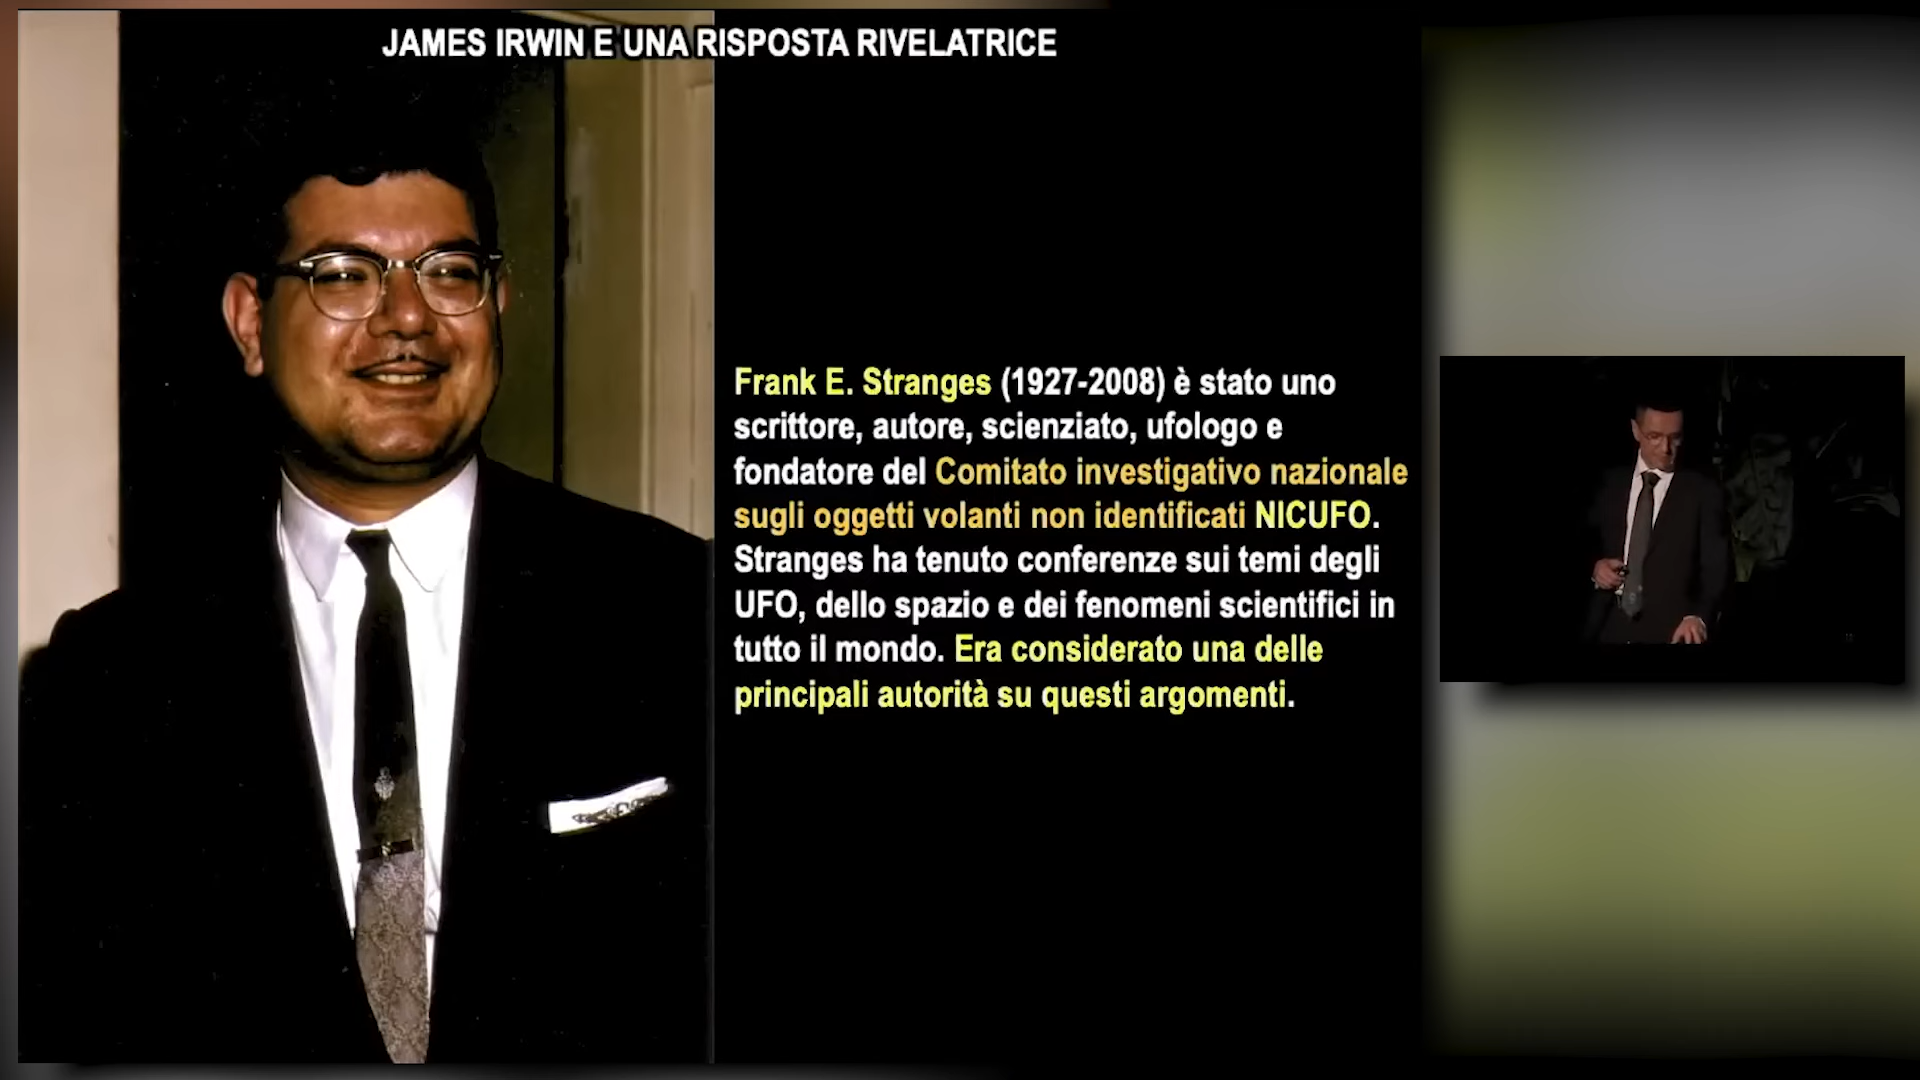 JAMES IRWIN E UNA RISPOSTA RIVELATRICE
Frank E. Stranges (1927-2008) è stato uno
scrittore, autore, scienziato, ufologo e
fondatore del Comitato investigativo nazionale
sugli oggetti volanti non identificati NICUFO.
Stranges ha tenuto conferenze sui temi degli
UFO, dello spazio e dei fenomeni scientifici in
tutto il mondo. Era considerato una delle
principali autorità su questi argomenti.